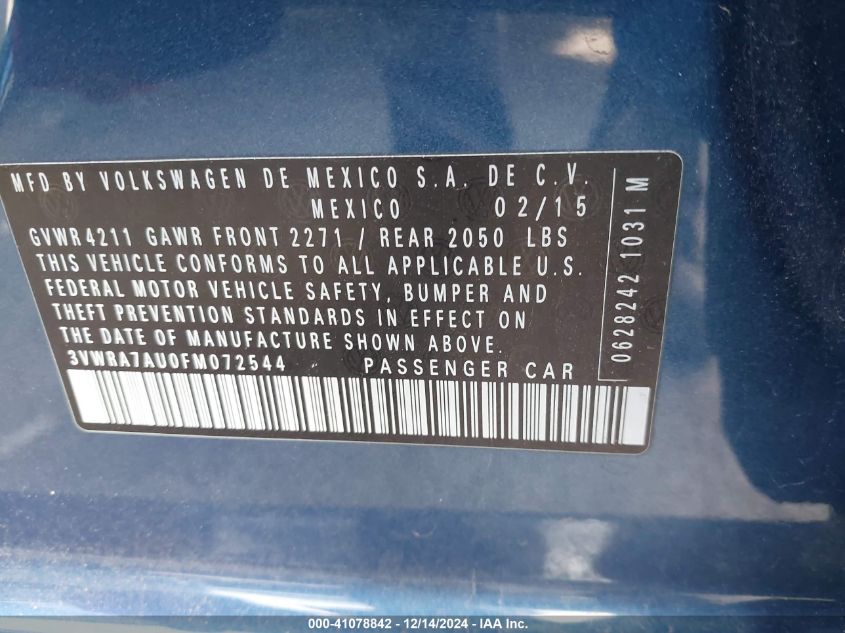 MFD BY VOLKSWAGEN DE MEXICO S.A. DE C.V.
MEXICO 02/15
GVWR 4211 GAWR FRONT 2271 / REAR 2050 LBS
THIS VEHICLE CONFORMS TO ALL APPLICABLE U.S.
FEDERAL MOTOR VEHICLE SAFETY, BUMPER AND
THEFT PREVENTION STANDARDS IN EFFECT ON
THE DATE OF MANUFACTURE SHOWN ABOVE.
3VWRA7AU0FM072544 PASSENGER CAR
0628242 1031 M
000-41078842 - 12/14/2024 - IAA Inc.